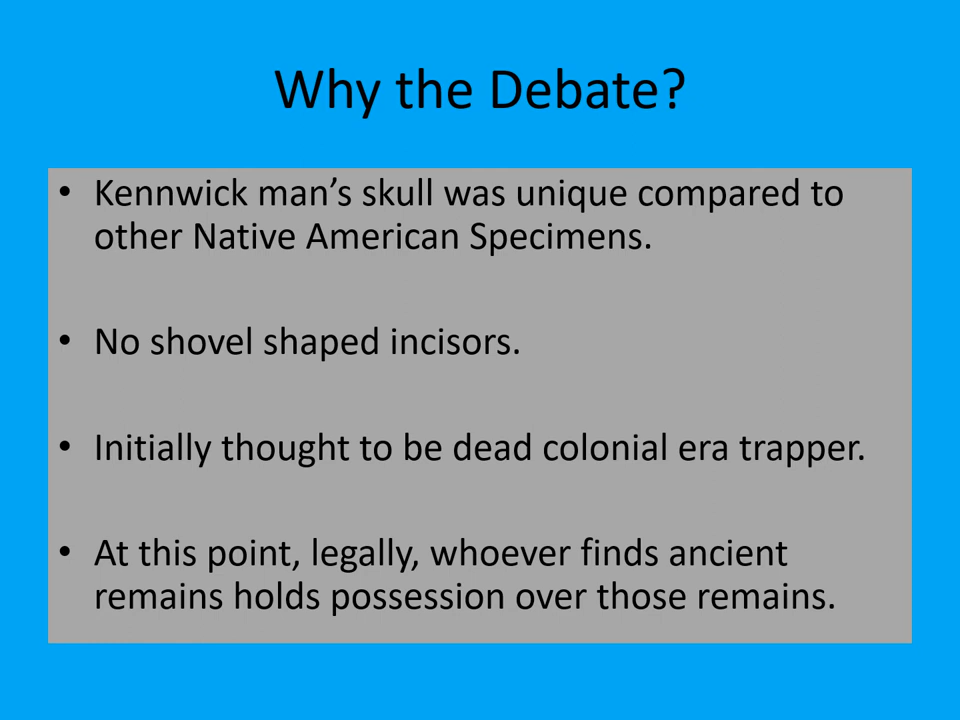 Why the Debate?
• Kennwick man’s skull was unique compared to
other Native American Specimens.
• No shovel shaped incisors.
• Initially thought to be dead colonial era trapper.
• At this point, legally, whoever finds ancient
remains holds possession over those remains.